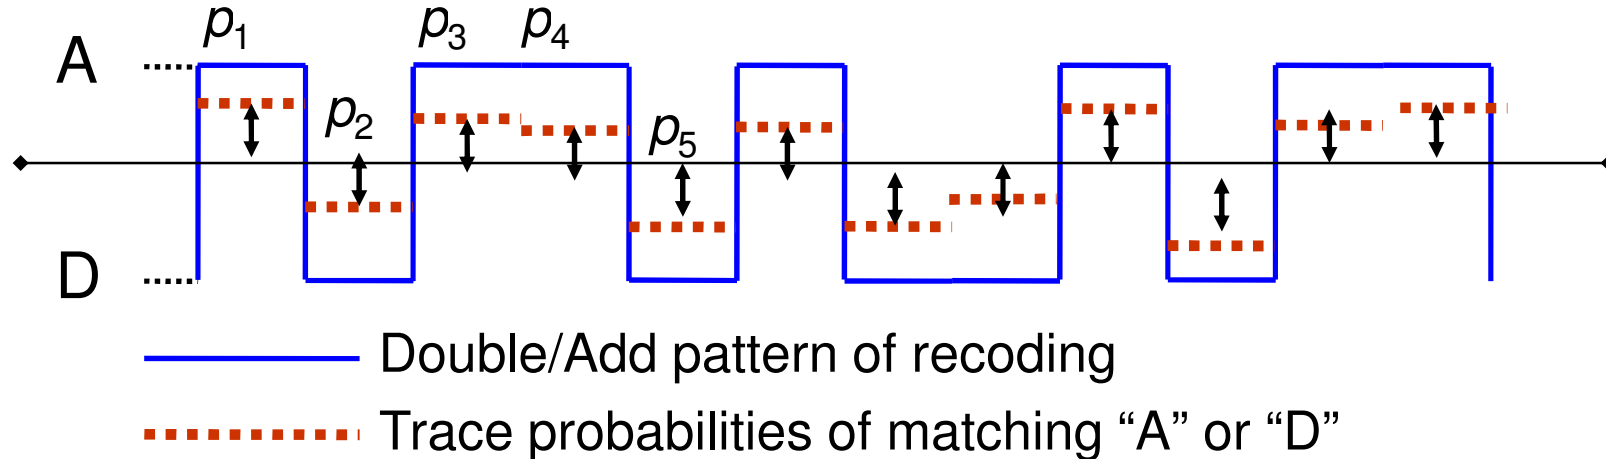 p1 p3 p4
A
p2 p5
D
Double/Add pattern of recoding
Trace probabilities of matching “A” or “D”